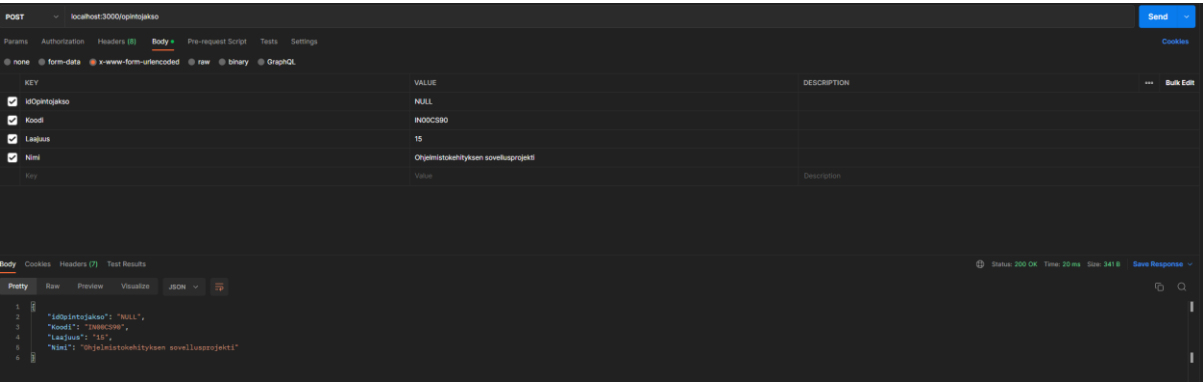 POST localhost:3000/opintojakso Send
Params Authorization Headers (8) Body Pre-request Script Tests Settings Cookies
none form-data x-www-form-urlencoded raw binary GraphQL
KEY VALUE DESCRIPTION ••• Bulk Edit
idOpintojakso NULL
Koodi IN00CS90
Laajuus 15
Nimi Ohjelmistokehityksen sovellusprojekti
Key Value Description
Body Cookies Headers (7) Test Results Status: 200 OK Time: 20 ms Size: 341 B Save Response
Pretty Raw Preview Visualize JSON
1 {
2 "idOpintojakso": "NULL",
3 "Koodi": "IN00CS90",
4 "Laajuus": "15",
5 "Nimi": "Ohjelmistokehityksen sovellusprojekti"
6 }